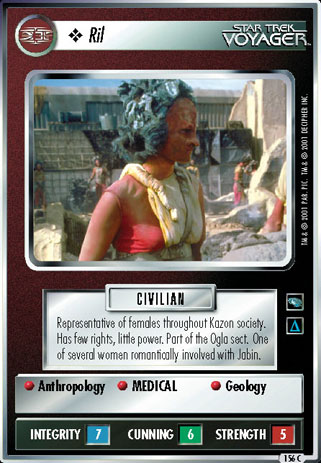 ❖ Ril
STAR TREK
VOYAGER™
TM & © 2001 PAR. PIC. TM & © 2001 DECIPHER INC.
CIVILIAN
Representative of females throughout Kazon society.
Has few rights, little power. Part of the Ogla sect. One
of several women romantically involved with Jabin.
Anthropology MEDICAL Geology
INTEGRITY 7 CUNNING 6 STRENGTH 5
156 C